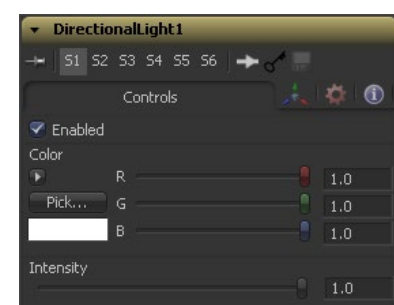 DirectionalLight1
S1 S2 S3 S4 S5 S6
Controls
Enabled
Color
R 1.0
Pick... G 1.0
B 1.0
Intensity
1.0